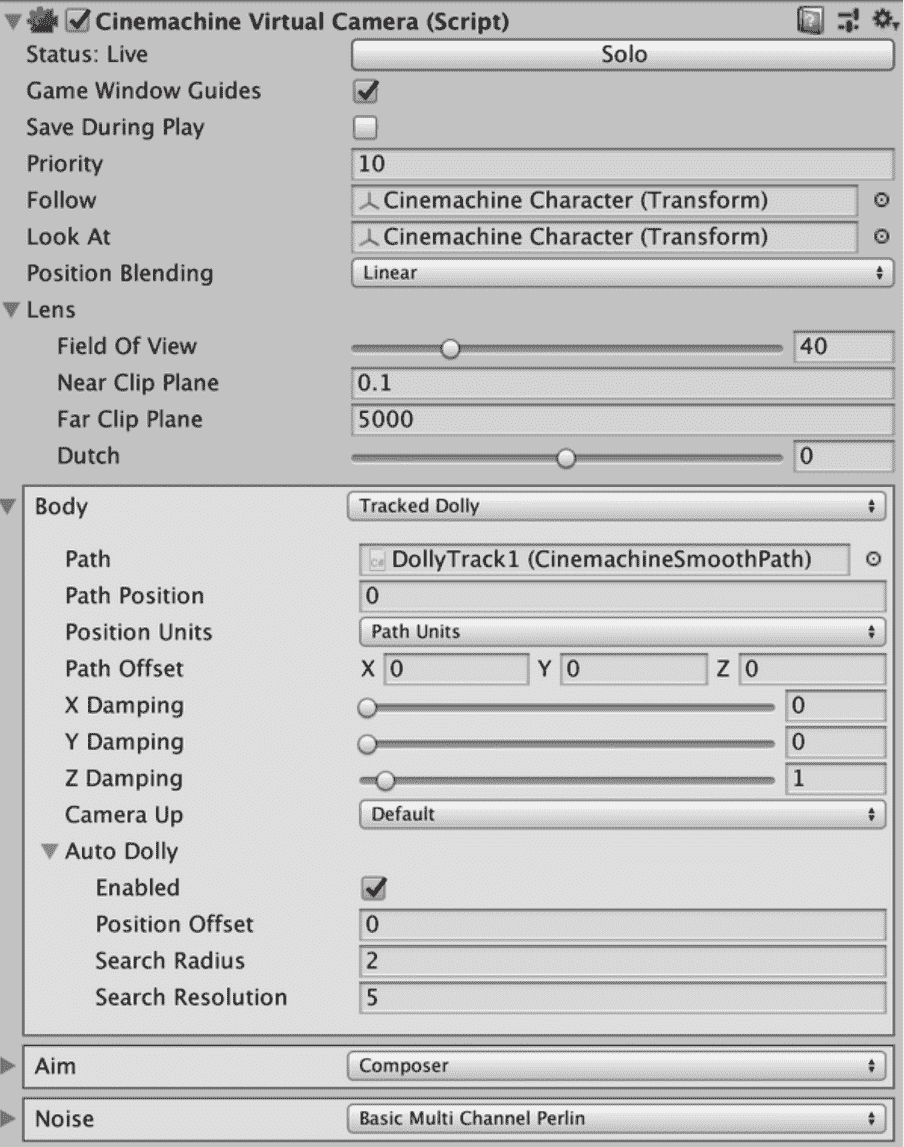 Cinemachine Virtual Camera (Script)
Status: Live Solo
Game Window Guides
Save During Play
Priority 10
Follow Cinemachine Character (Transform)
Look At Cinemachine Character (Transform)
Position Blending Linear
Lens
Field Of View 40
Near Clip Plane 0.1
Far Clip Plane 5000
Dutch 0
Body Tracked Dolly
Path DollyTrack1 (CinemachineSmoothPath)
Path Position 0
Position Units Path Units
Path Offset X 0 Y 0 Z 0
X Damping 0
Y Damping 0
Z Damping 1
Camera Up Default
Auto Dolly
Enabled
Position Offset 0
Search Radius 2
Search Resolution 5
Aim Composer
Noise Basic Multi Channel Perlin